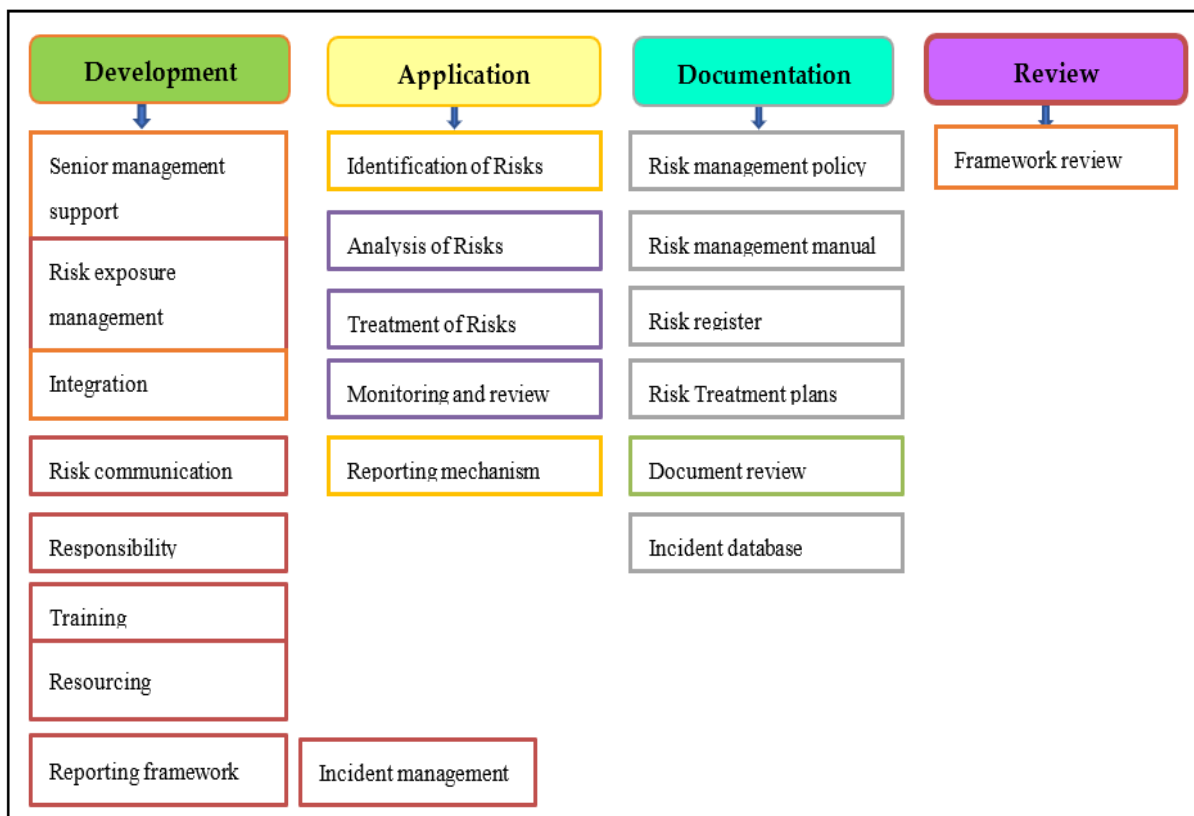 Development
Senior management
support
Risk exposure
management
Integration
Risk communication
Responsibility
Training
Resourcing
Reporting framework
Incident management
Application
Identification of Risks
Analysis of Risks
Treatment of Risks
Monitoring and review
Reporting mechanism
Documentation
Risk management policy
Risk management manual
Risk register
Risk Treatment plans
Document review
Incident database
Review
Framework review